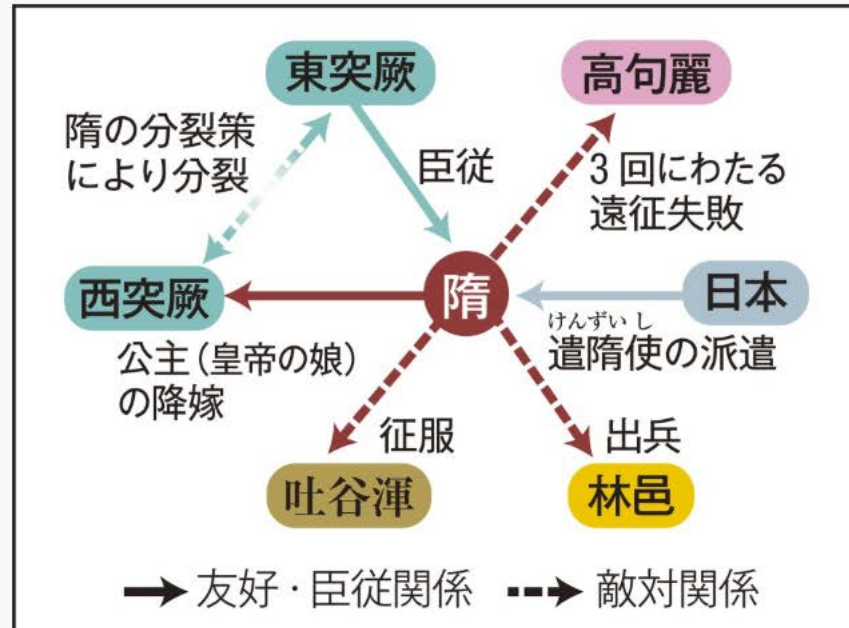 東突厥
高句麗
隋の分裂策
により分裂
臣従
3回にわたる
遠征失敗
西突厥
隋
日本
公主(皇帝の娘)
の降嫁
けんずいし
遣隋使の派遣
征服
出兵
吐谷渾
林邑
友好・臣従関係
敵対関係